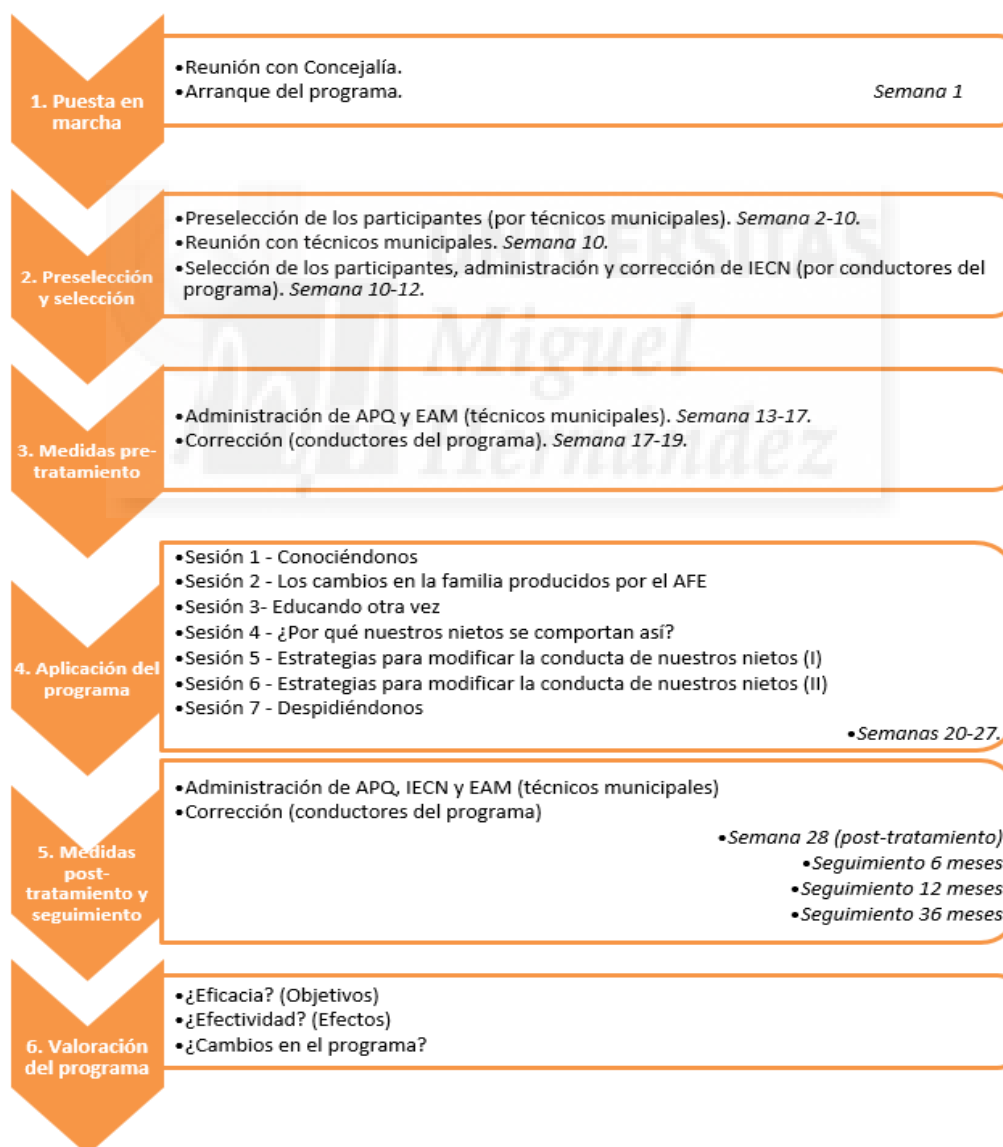 1. Puesta en
marcha
•Reunión con Concejalía.
•Arranque del programa.
Semana 1
2. Preselección
y selección
•Preselección de los participantes (por técnicos municipales). Semana 2-10.
•Reunión con técnicos municipales. Semana 10.
•Selección de los participantes, administración y corrección de IECN (por conductores del
programa). Semana 10-12.
UNIVERSITAS
Miguel
Hernández
3. Medidas pre-
tratamiento
•Administración de APQ y EAM (técnicos municipales). Semana 13-17.
•Corrección (conductores del programa). Semana 17-19.
4. Aplicación del
programa
•Sesión 1 - Conociéndonos
•Sesión 2 - Los cambios en la familia producidos por el AFE
•Sesión 3- Educando otra vez
•Sesión 4 - ¿Por qué nuestros nietos se comportan así?
•Sesión 5 - Estrategias para modificar la conducta de nuestros nietos (I)
•Sesión 6 - Estrategias para modificar la conducta de nuestros nietos (II)
•Sesión 7 - Despidiéndonos
•Semanas 20-27.
5. Medidas
post-
tratamiento y
seguimiento
•Administración de APQ, IECN y EAM (técnicos municipales)
•Corrección (conductores del programa)
•Semana 28 (post-tratamiento)
•Seguimiento 6 meses
•Seguimiento 12 meses
•Seguimiento 36 meses
6. Valoración
del programa
•¿Eficacia? (Objetivos)
•¿Efectividad? (Efectos)
•¿Cambios en el programa?